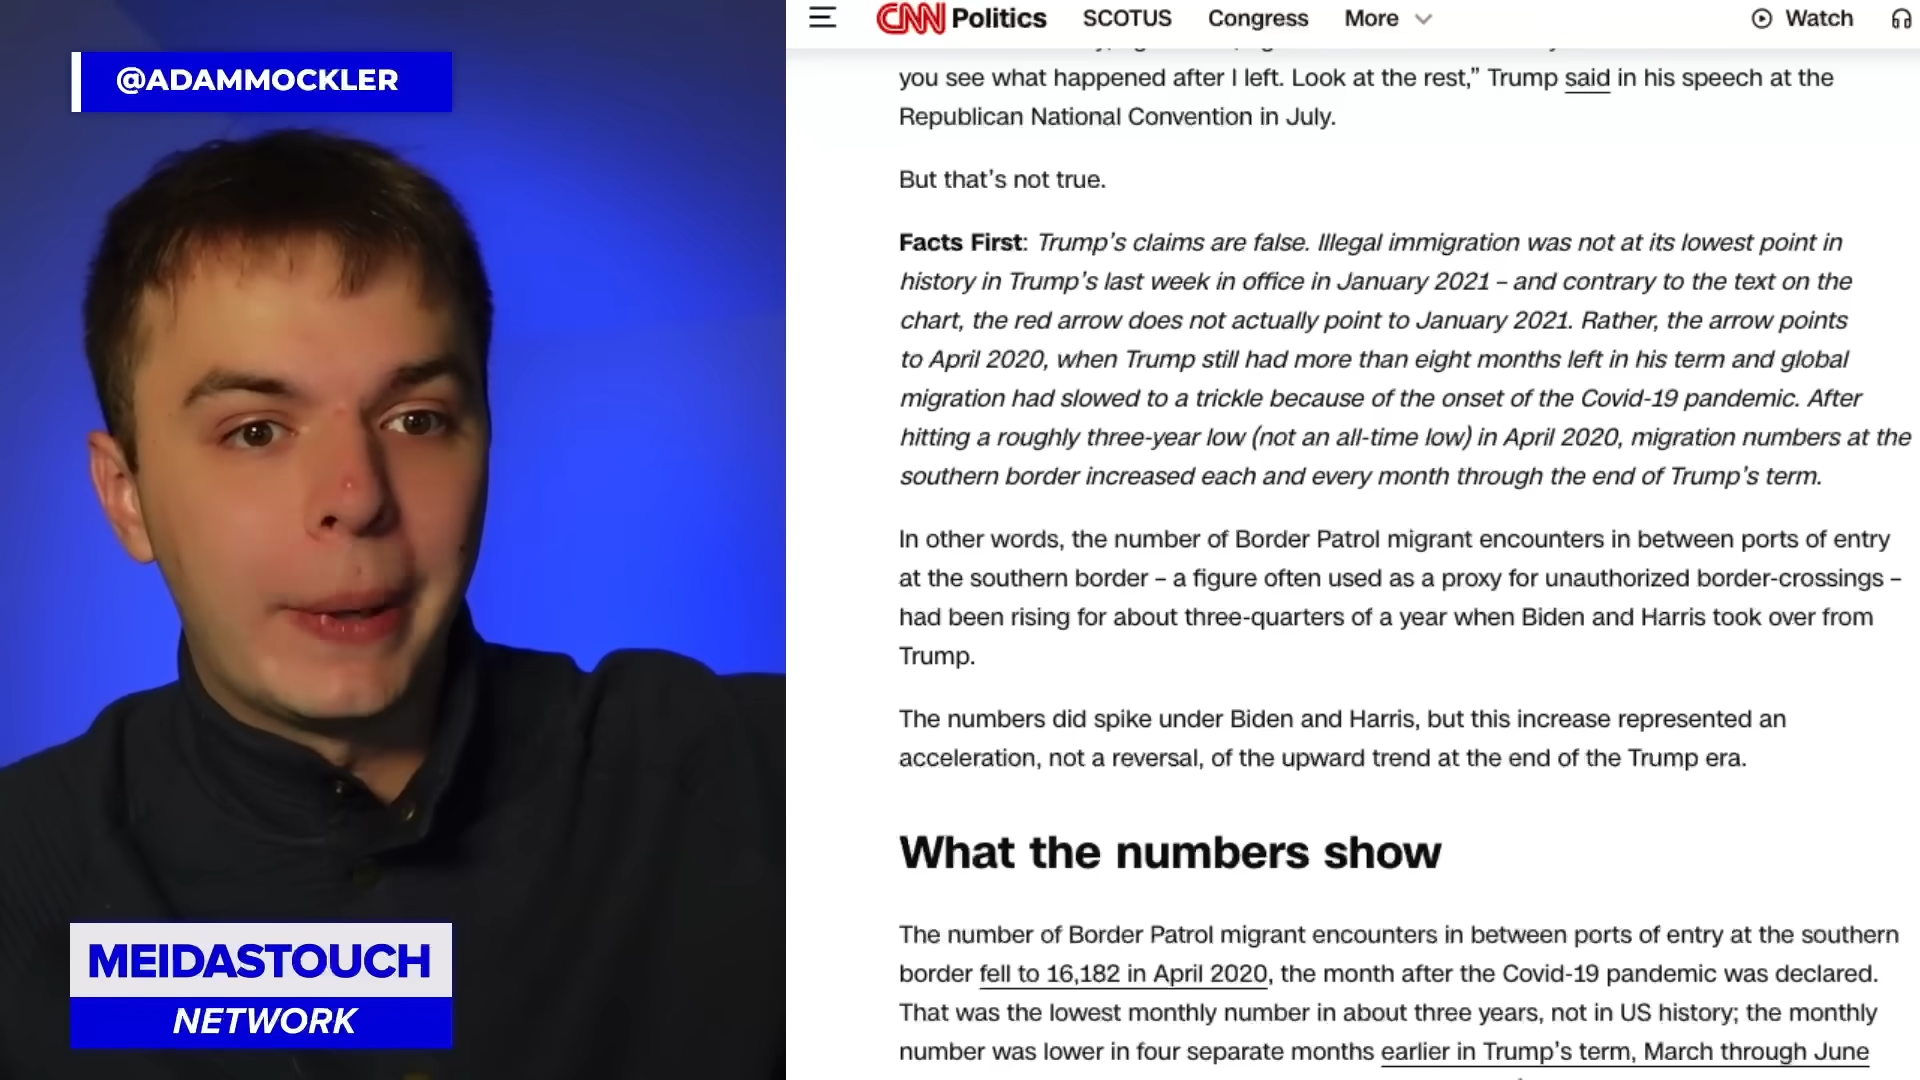 @ADAMMOCKLER
MEIDASTOUCH
NETWORK
CNN Politics SCOTUS Congress More Watch
you see what happened after I left. Look at the rest,” Trump said in his speech at the
Republican National Convention in July.
But that’s not true.
Facts First: Trump’s claims are false. Illegal immigration was not at its lowest point in
history in Trump’s last week in office in January 2021 – and contrary to the text on the
chart, the red arrow does not actually point to January 2021. Rather, the arrow points
to April 2020, when Trump still had more than eight months left in his term and global
migration had slowed to a trickle because of the onset of the Covid-19 pandemic. After
hitting a roughly three-year low (not an all-time low) in April 2020, migration numbers at the
southern border increased each and every month through the end of Trump’s term.
In other words, the number of Border Patrol migrant encounters in between ports of entry
at the southern border – a figure often used as a proxy for unauthorized border-crossings –
had been rising for about three-quarters of a year when Biden and Harris took over from
Trump.
The numbers did spike under Biden and Harris, but this increase represented an
acceleration, not a reversal, of the upward trend at the end of the Trump era.
What the numbers show
The number of Border Patrol migrant encounters in between ports of entry at the southern
border fell to 16,182 in April 2020, the month after the Covid-19 pandemic was declared.
That was the lowest monthly number in about three years, not in US history; the monthly
number was lower in four separate months earlier in Trump’s term, March through June